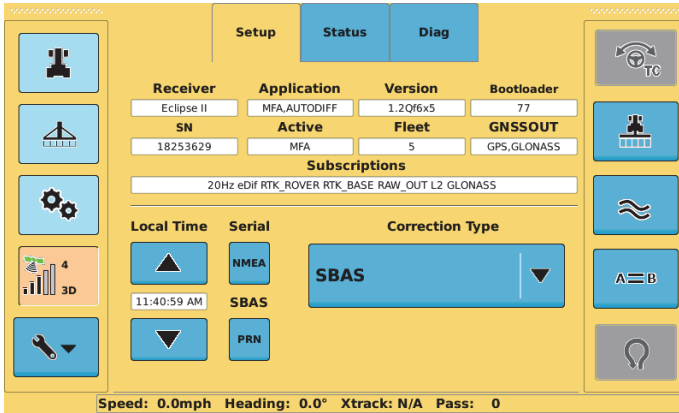 Setup Status Diag
TC
Receiver Application Version Bootloader
Eclipse II MFA,AUTODIFF 1.2Qf6x5 77
SN Active Fleet GNSSOUT
18253629 MFA 5 GPS,GLONASS
Subscriptions
20Hz eDif RTK_ROVER RTK_BASE RAW_OUT L2 GLONASS
Local Time Serial Correction Type
NMEA
4
3D
SBAS
A=B
11:40:59 AM SBAS
PRN
Speed: 0.0mph Heading: 0.0° Xtrack: N/A Pass: 0